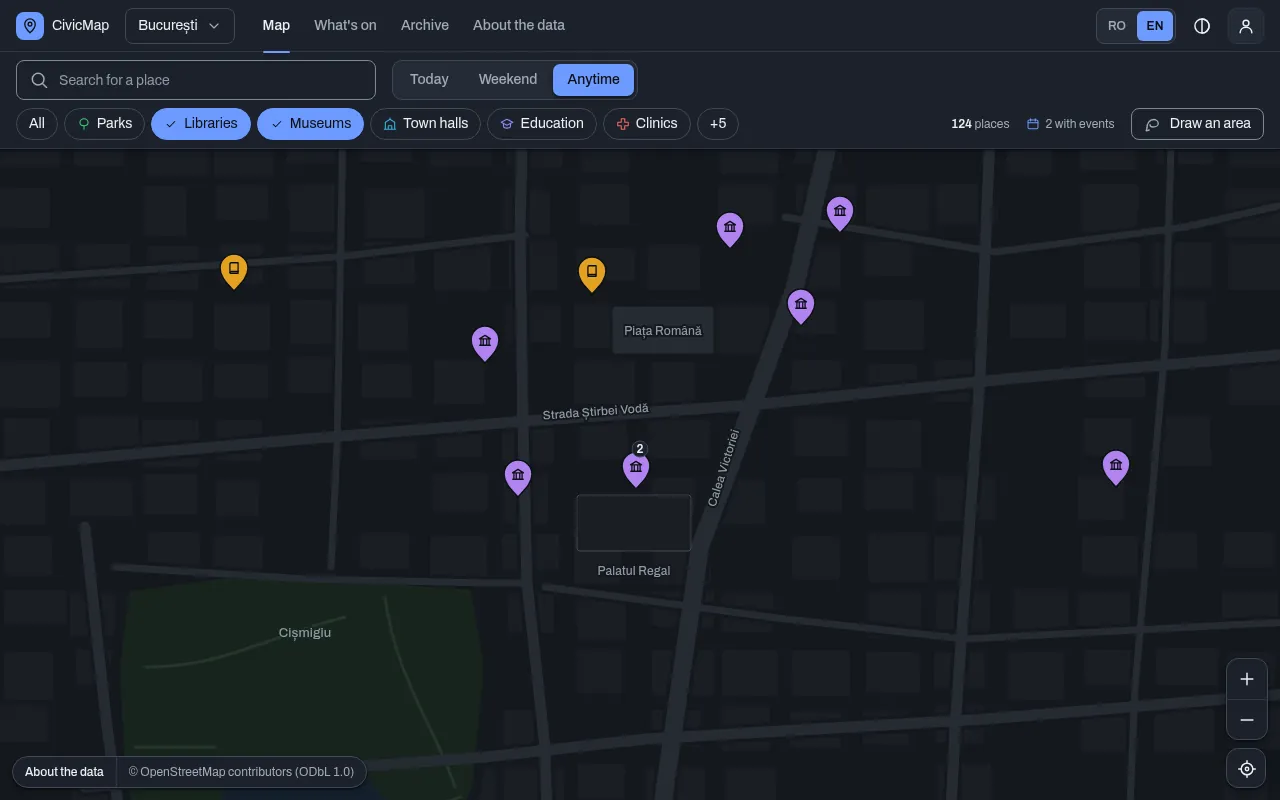 CivicMap
București
Map
What's on
Archive
About the data
RO
EN
Search for a place
Today
Weekend
Anytime
All
Parks
Libraries
Museums
Town halls
Education
Clinics
+5
124 places
2 with events
Draw an area
Piața Română
Strada Știrbei Vodă
Calea Victoriei
2
Palatul Regal
Cișmigiu
About the data
© OpenStreetMap contributors (ODbL 1.0)